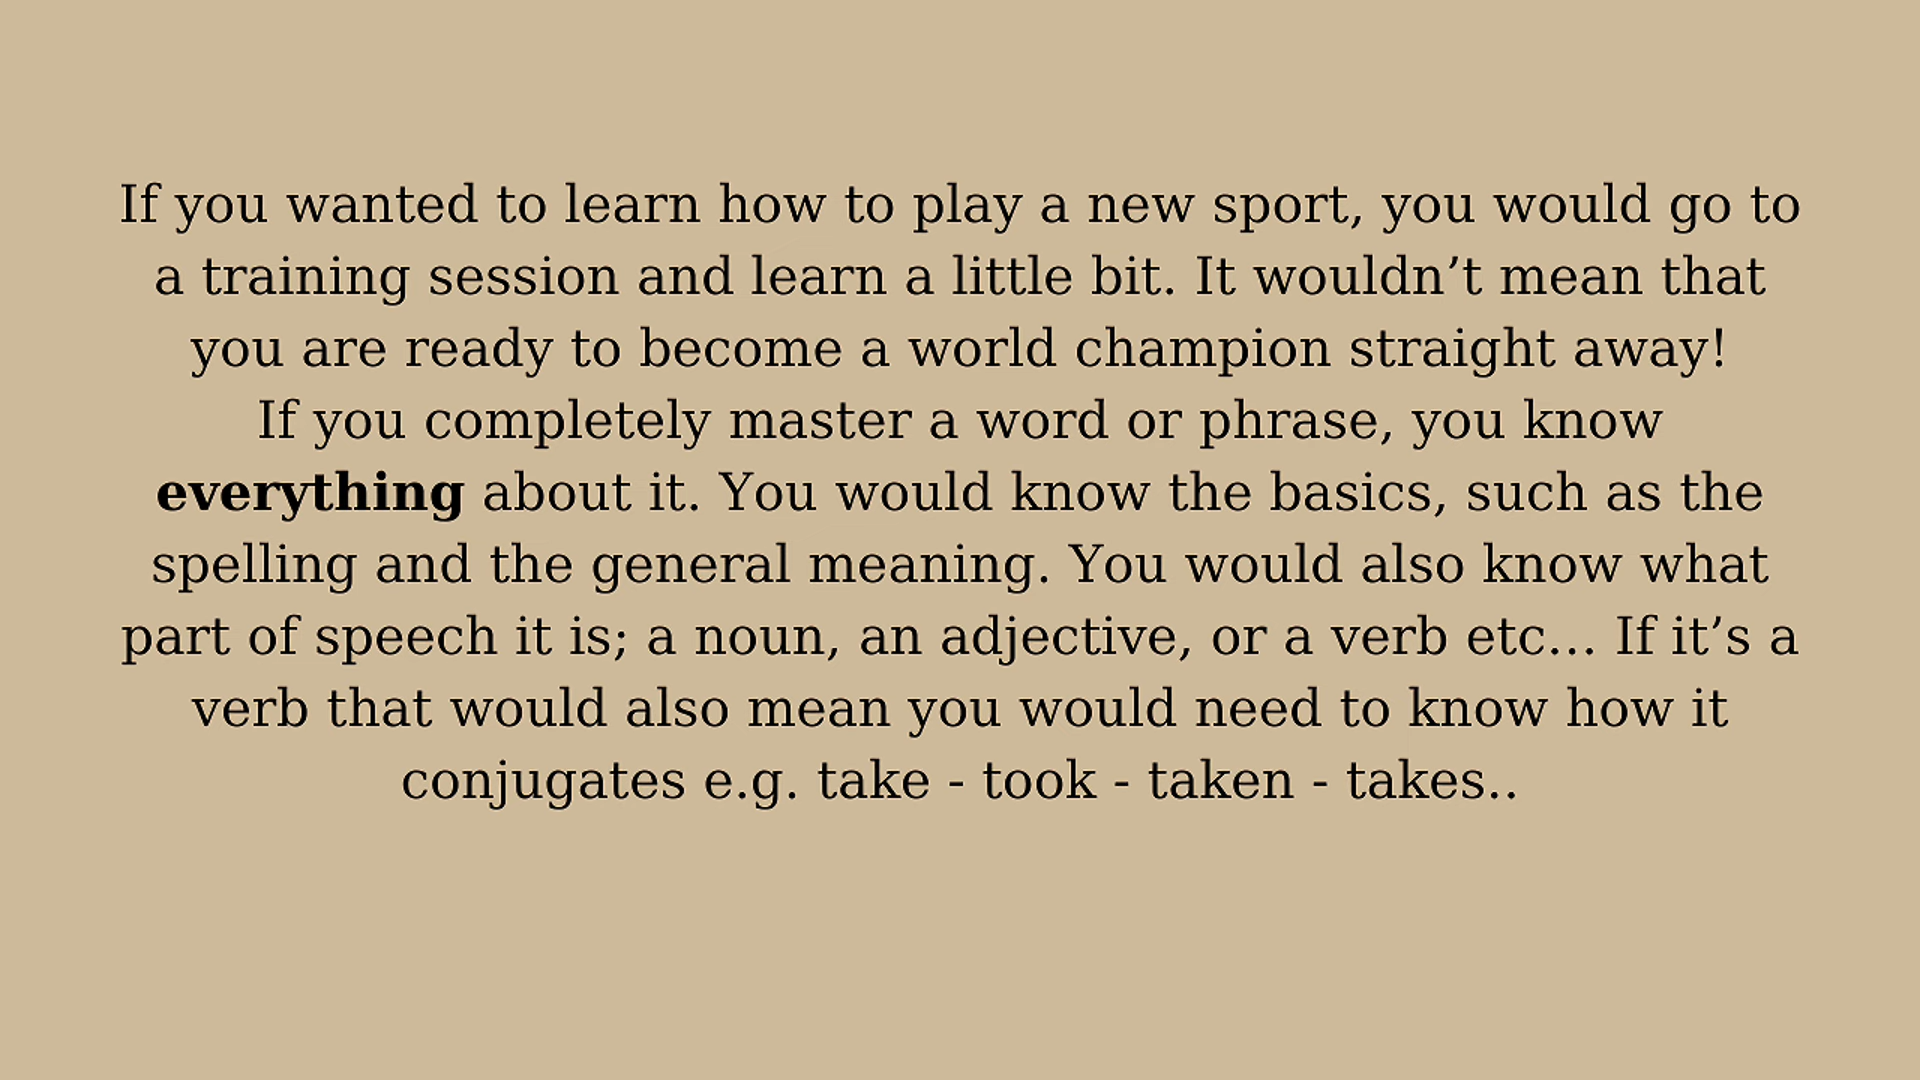 If you wanted to learn how to play a new sport, you would go to
a training session and learn a little bit. It wouldn’t mean that
you are ready to become a world champion straight away!
If you completely master a word or phrase, you know
everything about it. You would know the basics, such as the
spelling and the general meaning. You would also know what
part of speech it is; a noun, an adjective, or a verb etc… If it’s a
verb that would also mean you would need to know how it
conjugates e.g. take - took - taken - takes..